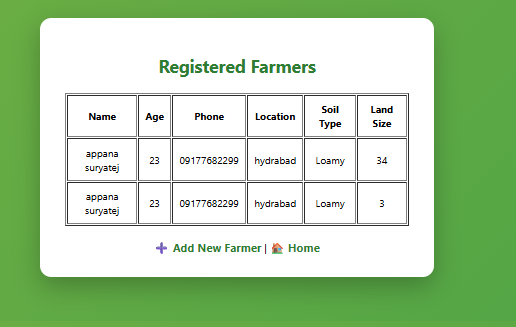 Registered Farmers
Name Age Phone Location Soil Type Land Size
appana suryatej 23 09177682299 hydrabad Loamy 34
appana suryatej 23 09177682299 hydrabad Loamy 3
➕ Add New Farmer | 🏠 Home